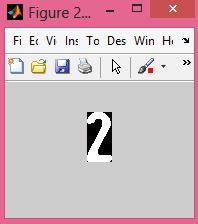 Figure 2...
Fi Ec Vi Ins To Des Win He
2